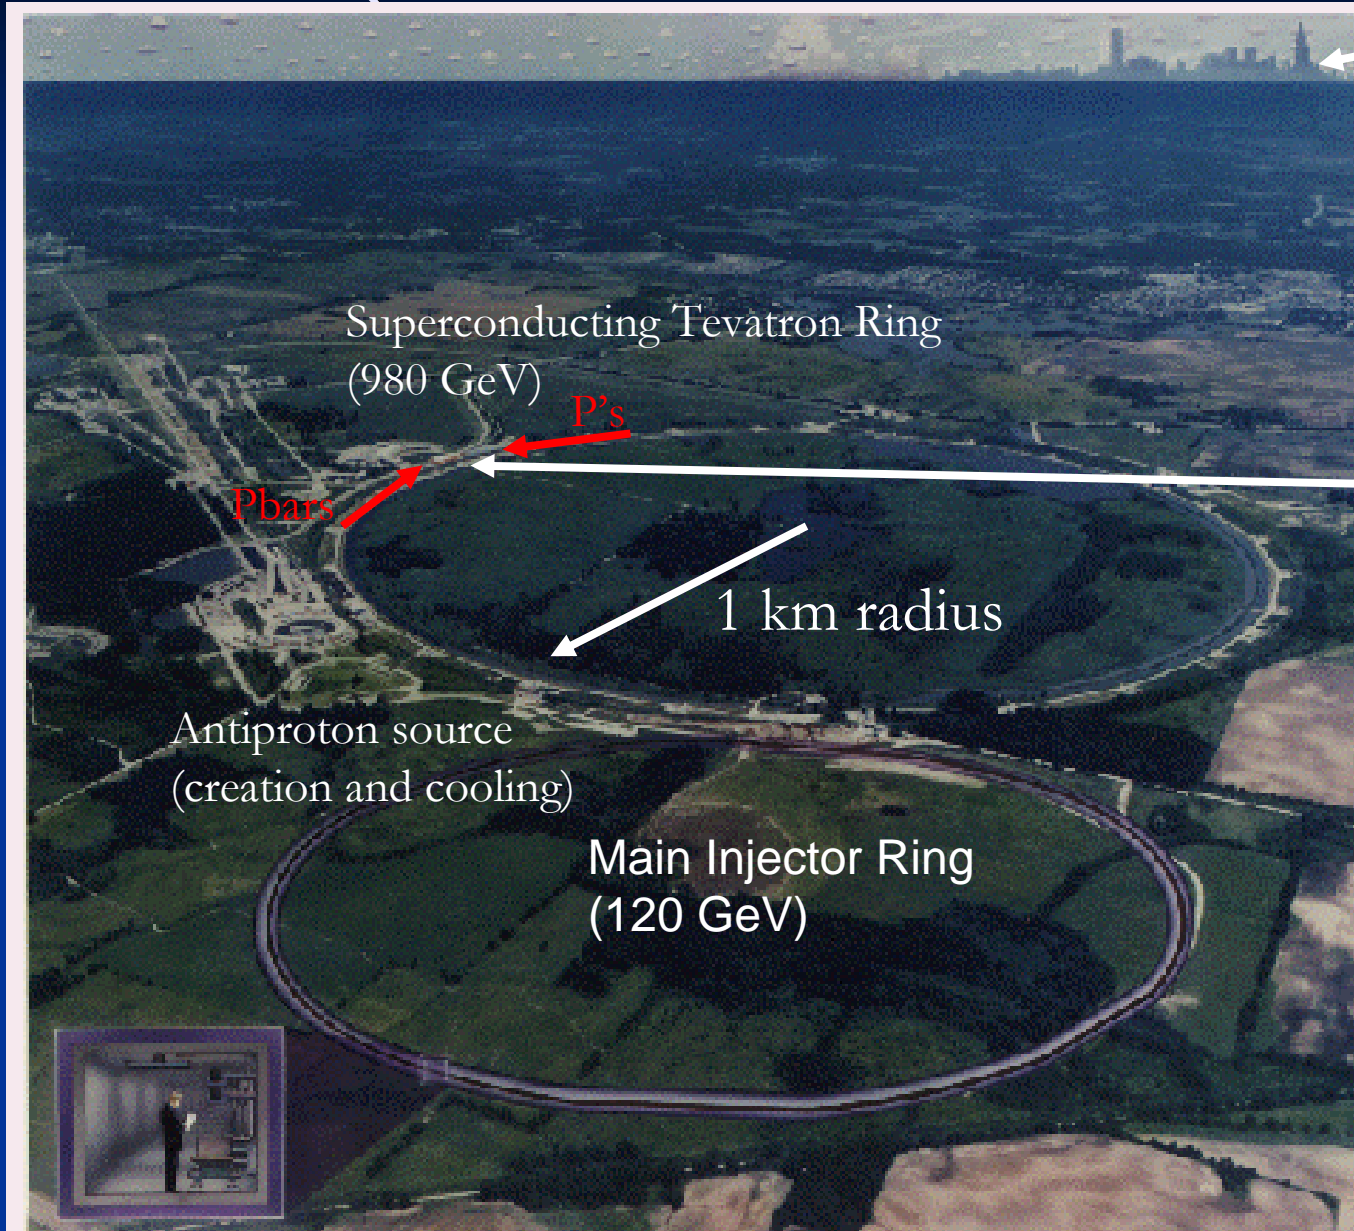 Superconducting Tevatron Ring
(980 GeV)
P’s
Pbars
1 km radius
Antiproton source
(creation and cooling)
Main Injector Ring
(120 GeV)